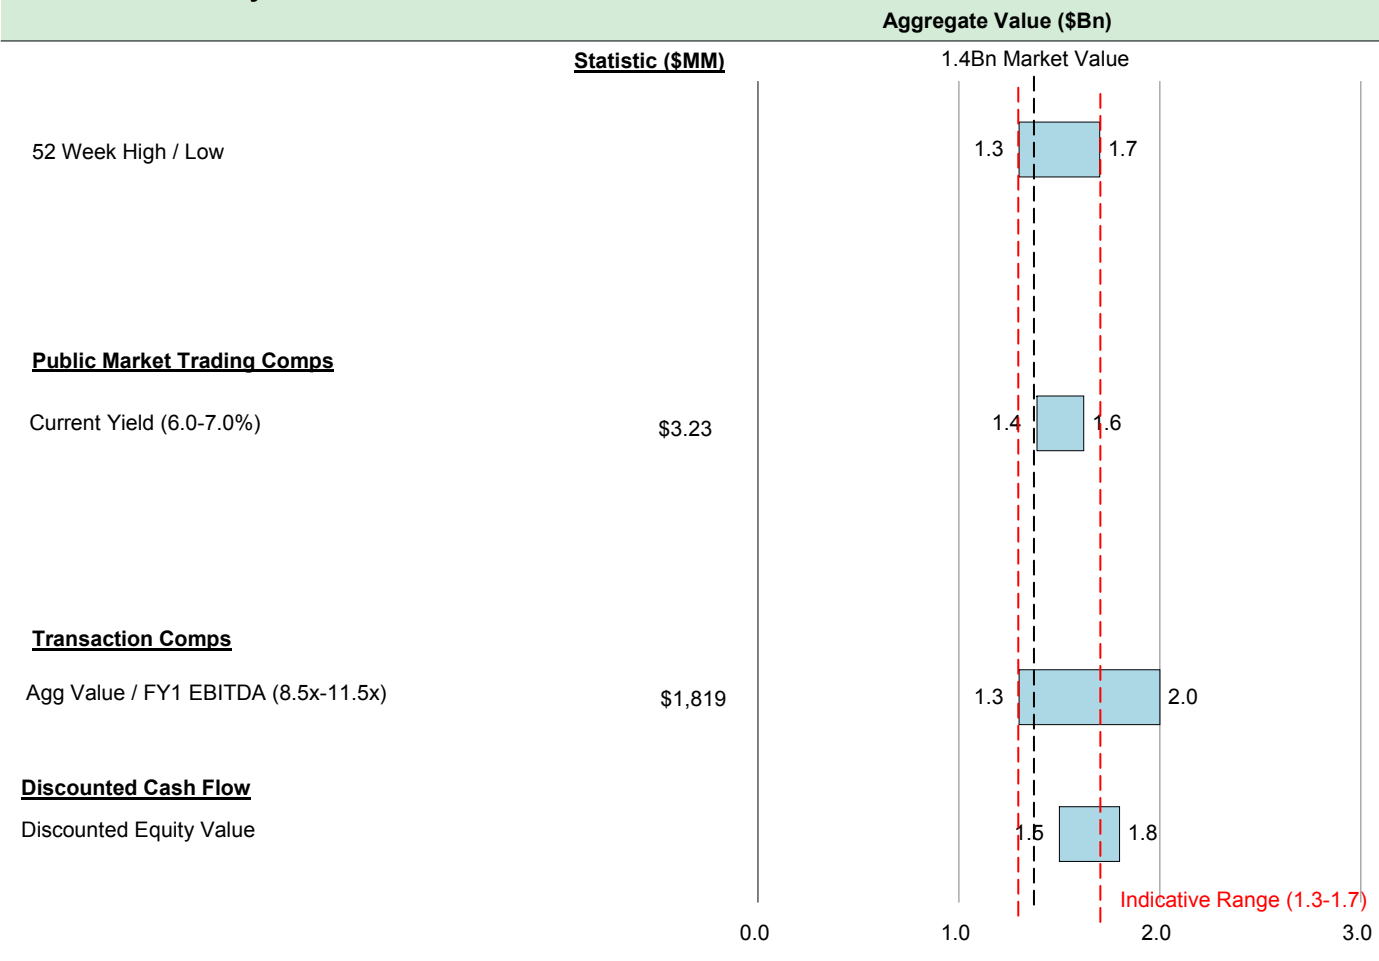 Aggregate Value ($Bn)
Statistic ($MM)
1.4Bn Market Value
52 Week High / Low
1.3
1.7
Public Market Trading Comps
Current Yield (6.0-7.0%)
$3.23
1.4
1.6
Transaction Comps
Agg Value / FY1 EBITDA (8.5x-11.5x)
$1,819
1.3
2.0
Discounted Cash Flow
Discounted Equity Value
1.5
1.8
Indicative Range (1.3-1.7)
0.0
1.0
2.0
3.0